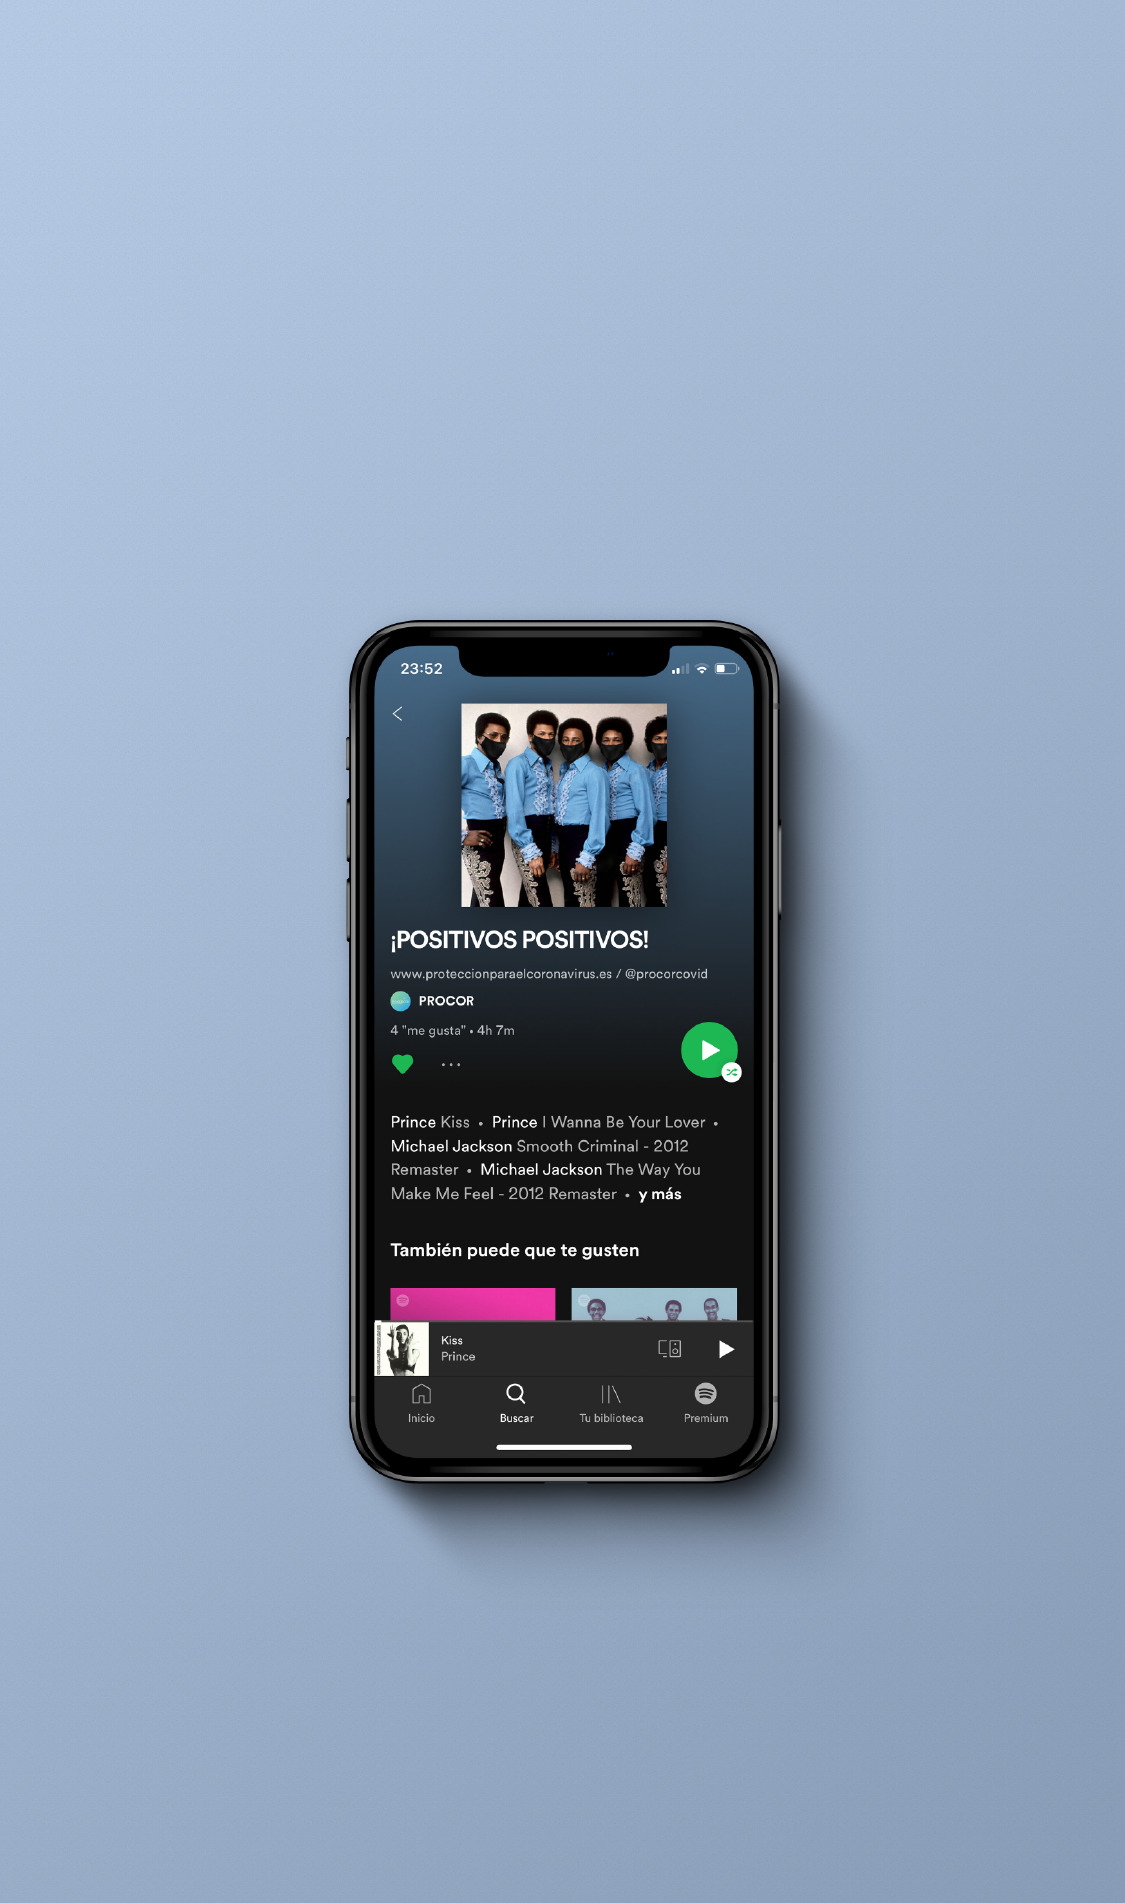 23:52
¡POSITIVOS POSITIVOS!
www.proteccionparaelcoronavirus.es / @procorcovid
PROCOR
4 "me gusta" • 4h 7m
Prince Kiss • Prince I Wanna Be Your Lover •
Michael Jackson Smooth Criminal - 2012
Remaster • Michael Jackson The Way You
Make Me Feel - 2012 Remaster • y más
También puede que te gusten
Kiss
Prince
Inicio
Buscar
Tu biblioteca
Premium